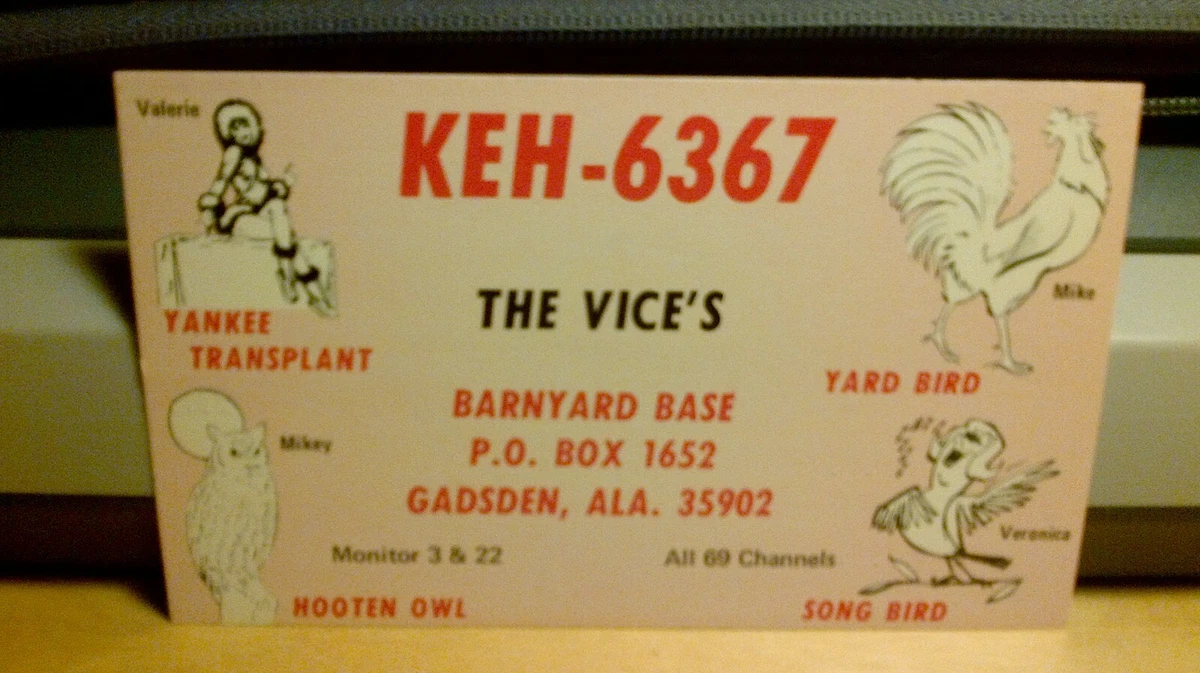 Valerie
KEH-6367
THE VICE'S
Mike
YANKEE
TRANSPLANT
YARD BIRD
BARNYARD BASE
P.O. BOX 1652
GADSDEN, ALA. 35902
Mikey
Veronica
Monitor 3 & 22
All 69 Channels
HOOTEN OWL
SONG BIRD